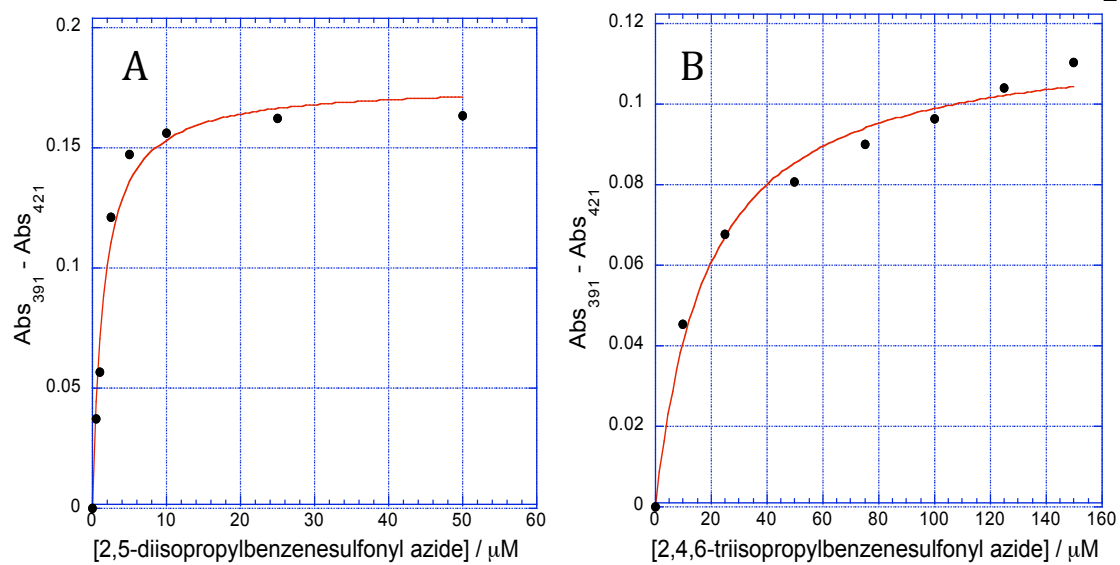 A
0.2
0.15
0.1
0.05
0
Abs391 - Abs421
0 10 20 30 40 50 60
[2,5-diisopropylbenzenesulfonyl azide] / μM
B
0.12
0.1
0.08
0.06
0.04
0.02
0
Abs391 - Abs421
0 20 40 60 80 100 120 140 160
[2,4,6-triisopropylbenzenesulfonyl azide] / μM